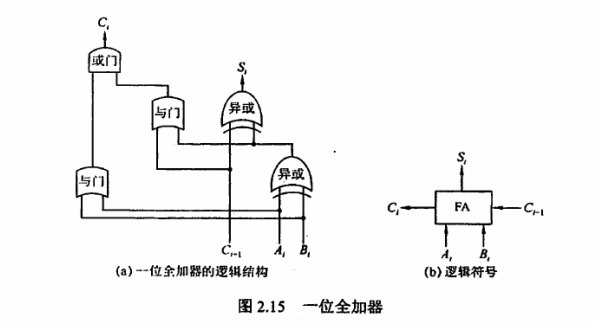 C_i
或门
S_i
与门
异或
与门
异或
C_{i-1} A_i B_i
(a) 一位全加器的逻辑结构
S_i
C_i FA C_{i-1}
A_i B_i
(b) 逻辑符号
图 2.15 一位全加器